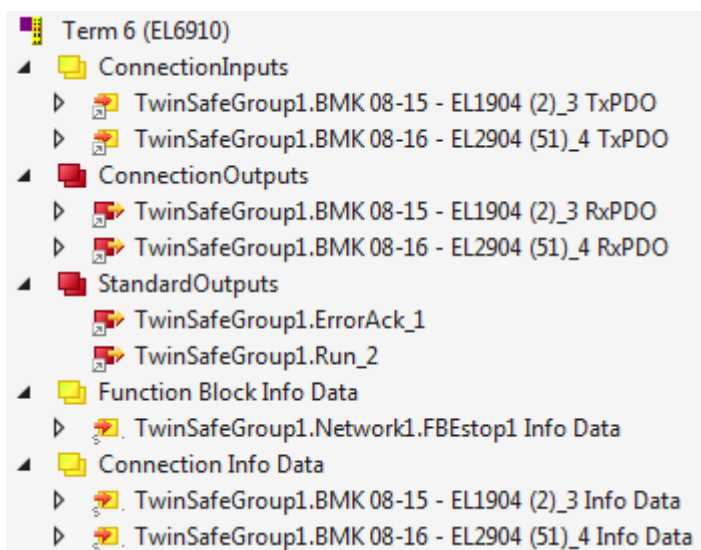 Term 6 (EL6910)
ConnectionInputs
TwinSafeGroup1.BMK 08-15 - EL1904 (2)_3 TxPDO
TwinSafeGroup1.BMK 08-16 - EL2904 (51)_4 TxPDO
ConnectionOutputs
TwinSafeGroup1.BMK 08-15 - EL1904 (2)_3 RxPDO
TwinSafeGroup1.BMK 08-16 - EL2904 (51)_4 RxPDO
StandardOutputs
TwinSafeGroup1.ErrorAck_1
TwinSafeGroup1.Run_2
Function Block Info Data
TwinSafeGroup1.Network1.FBEstop1 Info Data
Connection Info Data
TwinSafeGroup1.BMK 08-15 - EL1904 (2)_3 Info Data
TwinSafeGroup1.BMK 08-16 - EL2904 (51)_4 Info Data